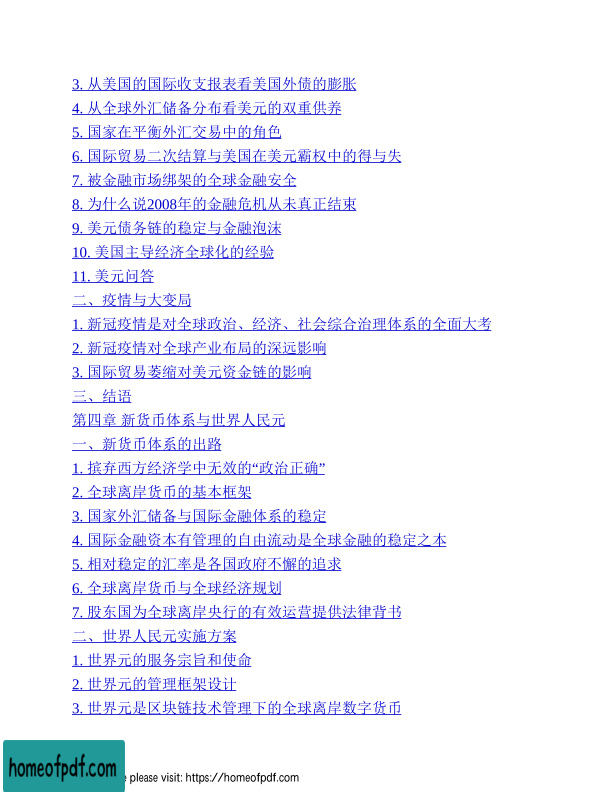 3. 从美国的国际收支报表看美国外债的膨胀
4. 从全球外汇储备分布看美元的双重供养
5. 国家在平衡外汇交易中的角色
6. 国际贸易二次结算与美国在美元霸权中的得与失
7. 被金融市场绑架的全球金融安全
8. 为什么说2008年的金融危机从未真正结束
9. 美元债务链的稳定与金融泡沫
10. 美国主导经济全球化的经验
11. 美元问答
二、疫情与大变局
1. 新冠疫情是对全球政治、经济、社会综合治理体系的全面大考
2. 新冠疫情对全球产业布局的深远影响
3. 国际贸易萎缩对美元资金链的影响
三、结语
第四章 新货币体系与世界人民元
一、新货币体系的出路
1. 摈弃西方经济学中无效的“政治正确”
2. 全球离岸货币的基本框架
3. 国家外汇储备与国际金融体系的稳定
4. 国际金融资本有管理的自由流动是全球金融的稳定之本
5. 相对稳定的汇率是各国政府不懈的追求
6. 全球离岸货币与全球经济规划
7. 股东国为全球离岸央行的有效运营提供法律背书
二、世界人民元实施方案
1. 世界元的服务宗旨和使命
2. 世界元的管理框架设计
3. 世界元是区块链技术管理下的全球离岸数字货币
homeofpdf.com
e please visit: https://homeofpdf.com